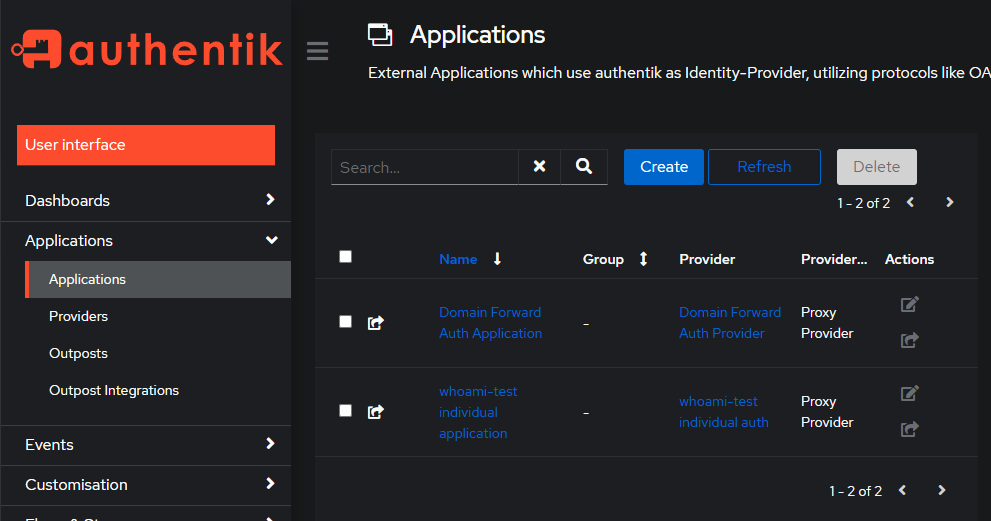 authentik
Applications
External Applications which use authentik as Identity-Provider, utilizing protocols like OA
User interface
Dashboards
Applications
Applications
Providers
Outposts
Outpost Integrations
Events
Customisation
Search...
Create
Refresh
Delete
1 - 2 of 2
Name
Group
Provider
Provider...
Actions
Domain Forward
Auth Application
-
Domain Forward
Auth Provider
Proxy
Provider
whoami-test
individual
application
-
whoami-test
individual auth
Proxy
Provider
1 - 2 of 2